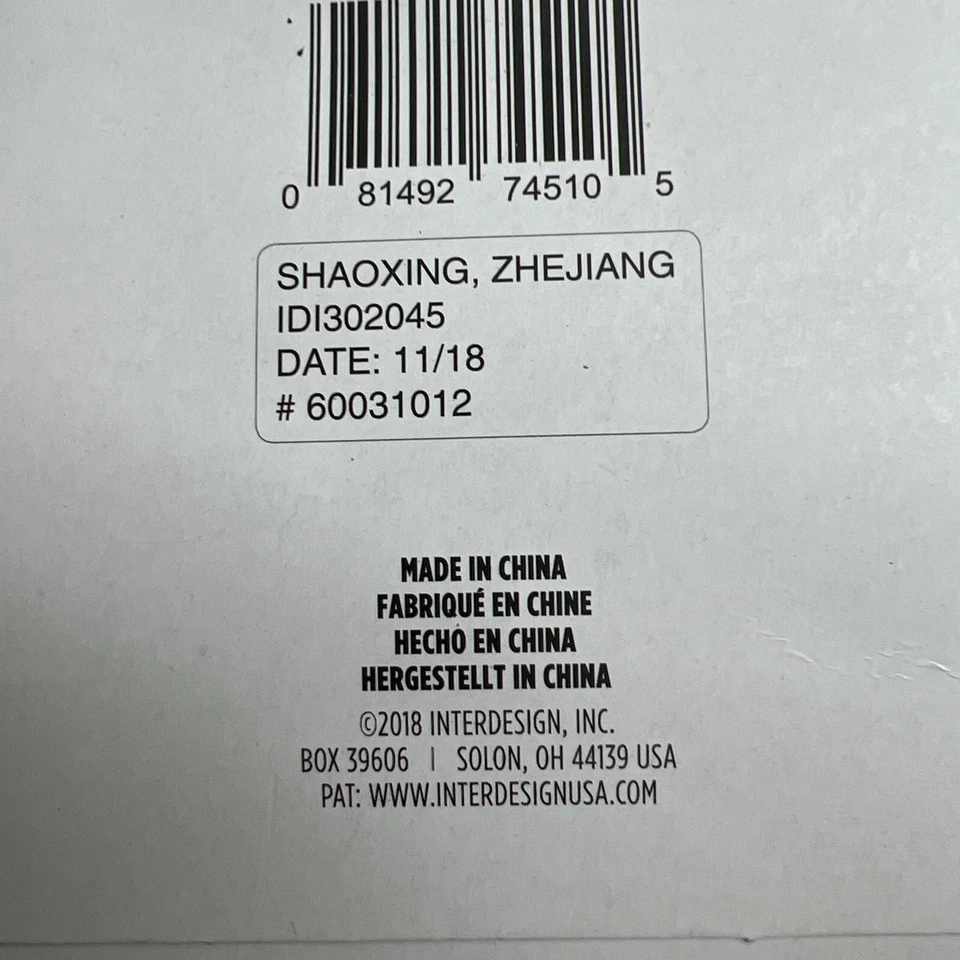 0 81492 74510 5
SHAOXING, ZHEJIANG
IDI302045
DATE: 11/18
# 60031012
MADE IN CHINA
FABRIQUÉ EN CHINE
HECHO EN CHINA
HERGESTELLT IN CHINA
©2018 INTERDESIGN, INC.
BOX 39606 | SOLON, OH 44139 USA
PAT: WWW.INTERDESIGNUSA.COM